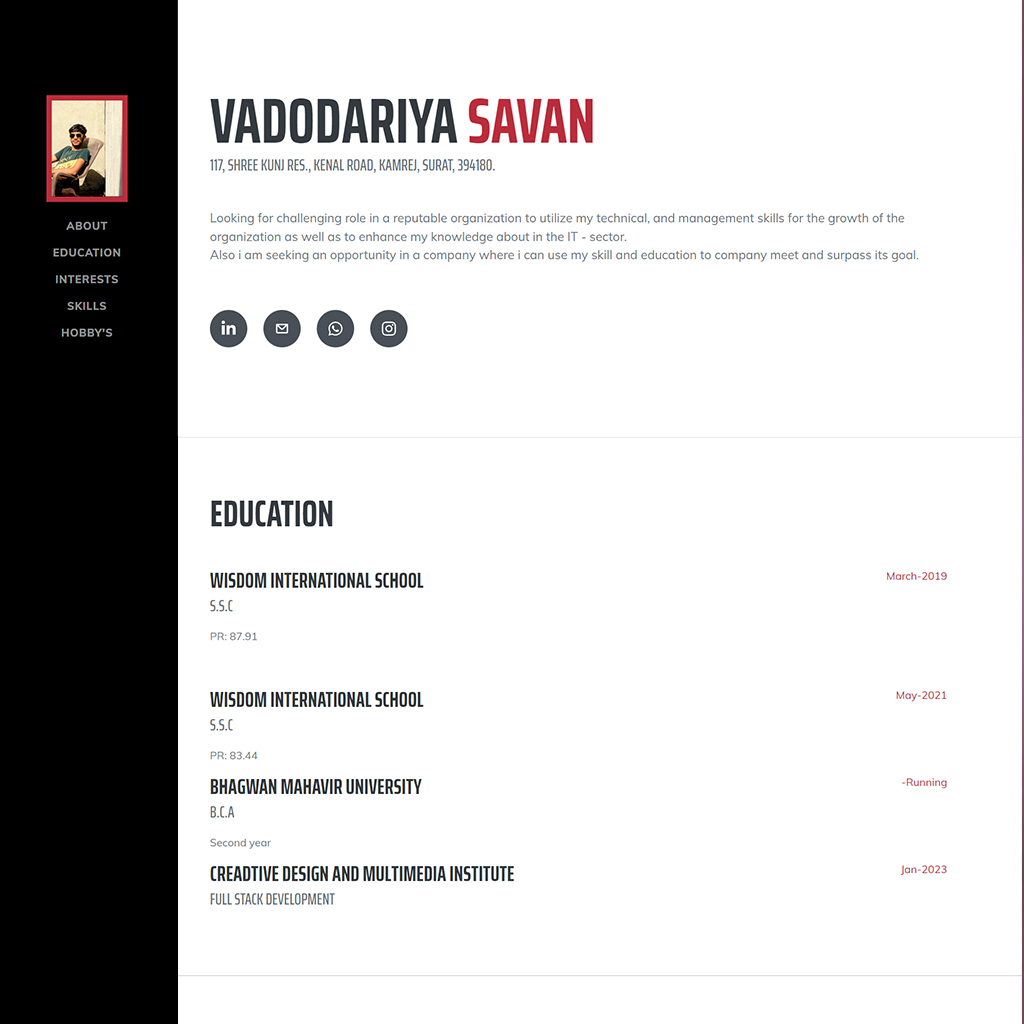 ABOUT
EDUCATION
INTERESTS
SKILLS
HOBBY'S
VADODARIYA SAVAN
117, SHREE KUNJ RES., KENAL ROAD, KAMREJ, SURAT, 394180.
Looking for challenging role in a reputable organization to utilize my technical, and management skills for the growth of the
organization as well as to enhance my knowledge about in the IT - sector.
Also i am seeking an opportunity in a company where i can use my skill and education to company meet and surpass its goal.
in
EDUCATION
WISDOM INTERNATIONAL SCHOOL
March-2019
S.S.C
PR: 87.91
WISDOM INTERNATIONAL SCHOOL
May-2021
S.S.C
PR: 83.44
BHAGWAN MAHAVIR UNIVERSITY
-Running
B.C.A
Second year
CREADTIVE DESIGN AND MULTIMEDIA INSTITUTE
Jan-2023
FULL STACK DEVELOPMENT